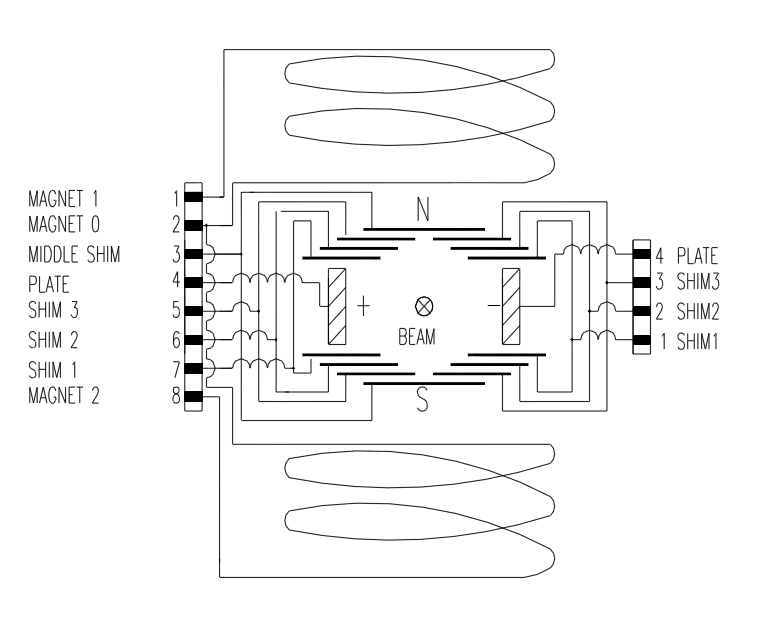 MAGNET 1 1
MAGNET 0 2
MIDDLE SHIM 3
PLATE 4
SHIM 3 5
SHIM 2 6
SHIM 1 7
MAGNET 2 8
N
+
−
BEAM
S
4 PLATE
3 SHIM3
2 SHIM2
1 SHIM1